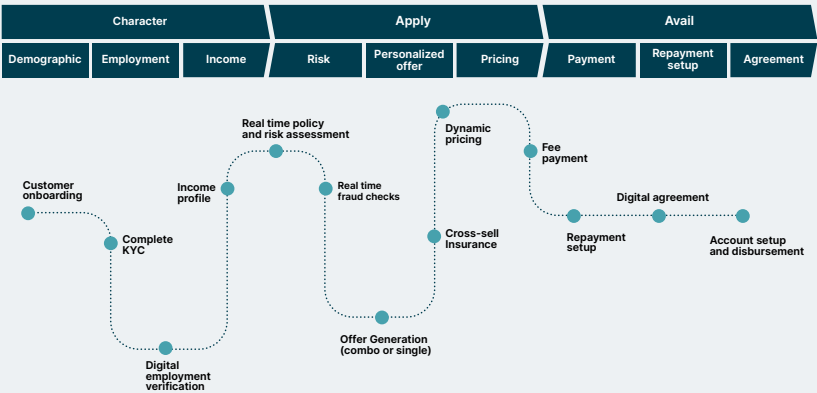 Character
Apply
Avail
Demographic
Employment
Income
Risk
Personalized
offer
Pricing
Payment
Repayment
setup
Agreement
Customer
onboarding
Complete
KYC
Digital
employment
verification
Income
profile
Real time policy
and risk assessment
Real time
fraud checks
Offer Generation
(combo or single)
Cross-sell
Insurance
Dynamic
pricing
Fee
payment
Repayment
setup
Digital agreement
Account setup
and disbursement